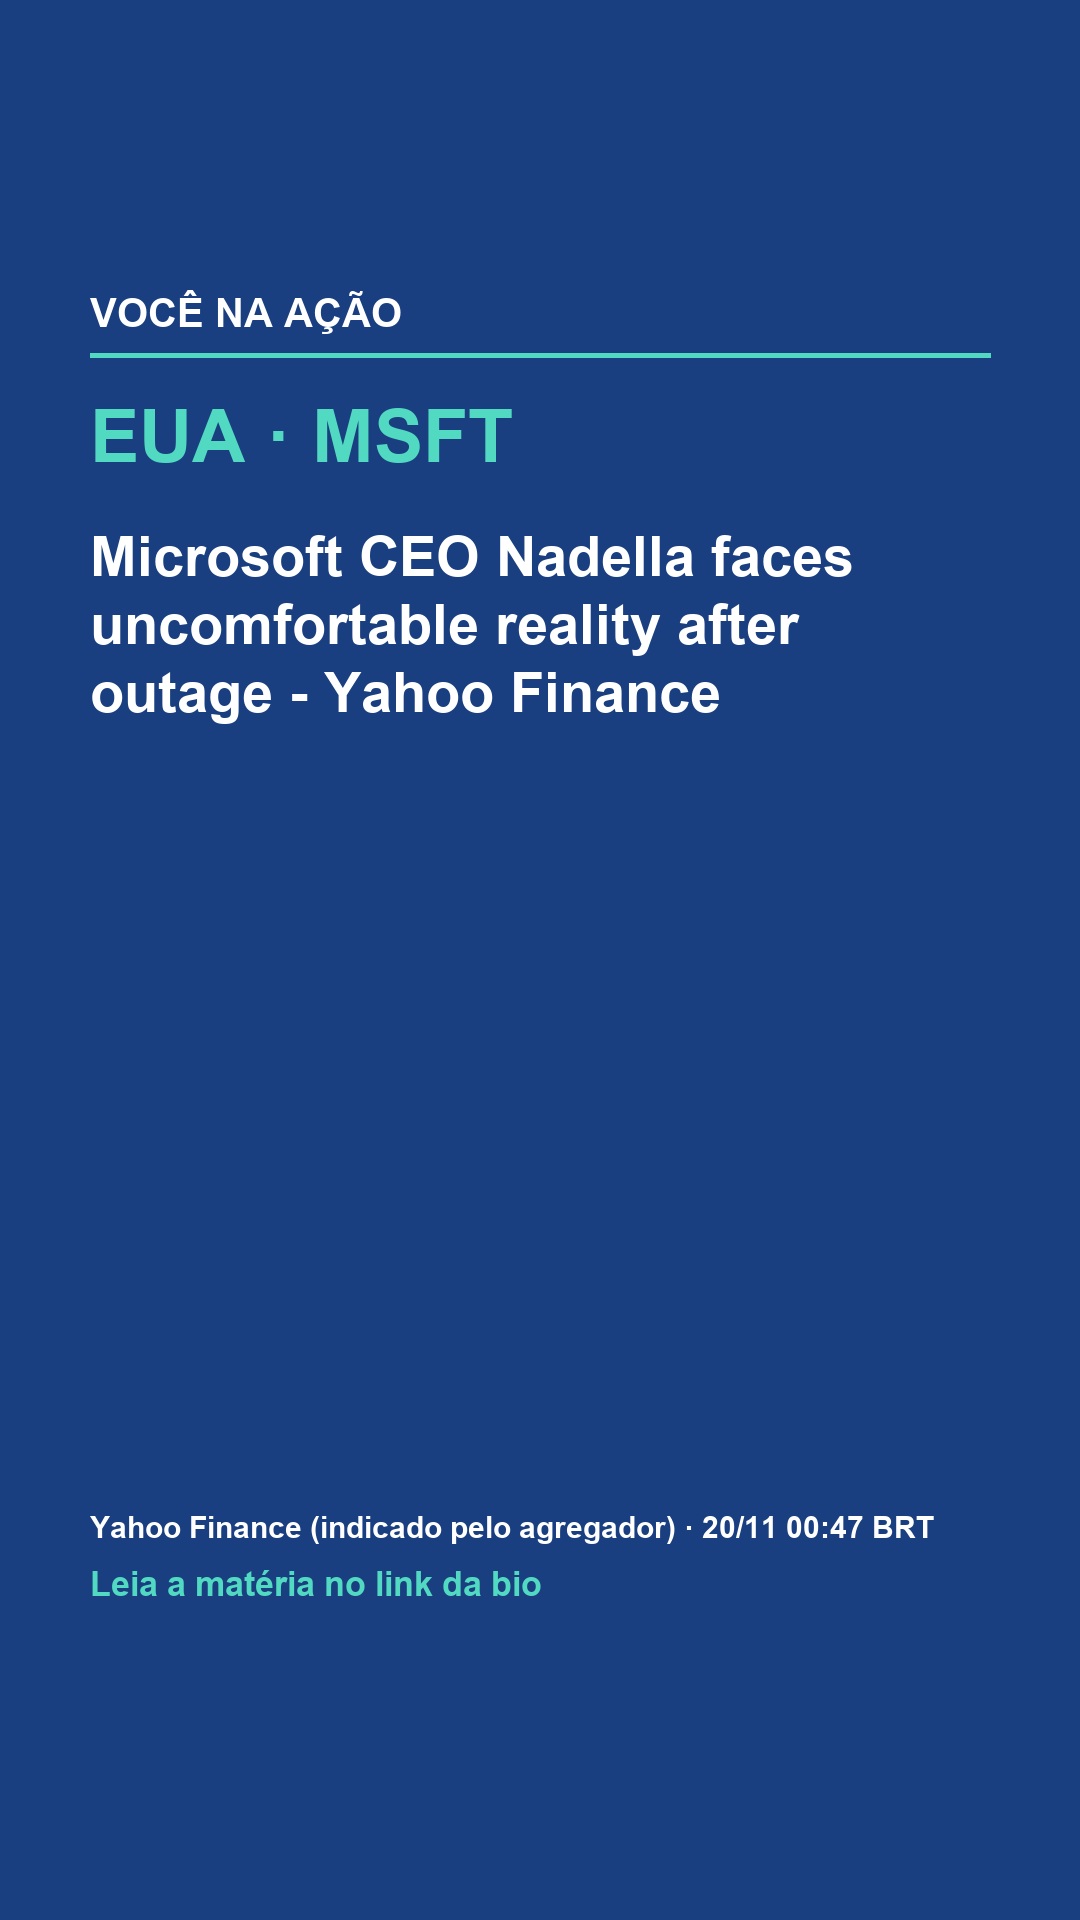 VOCÊ NA AÇÃO
EUA · MSFT
Microsoft CEO Nadella faces
uncomfortable reality after
outage - Yahoo Finance
Yahoo Finance (indicado pelo agregador) · 20/11 00:47 BRT
Leia a matéria no link da bio